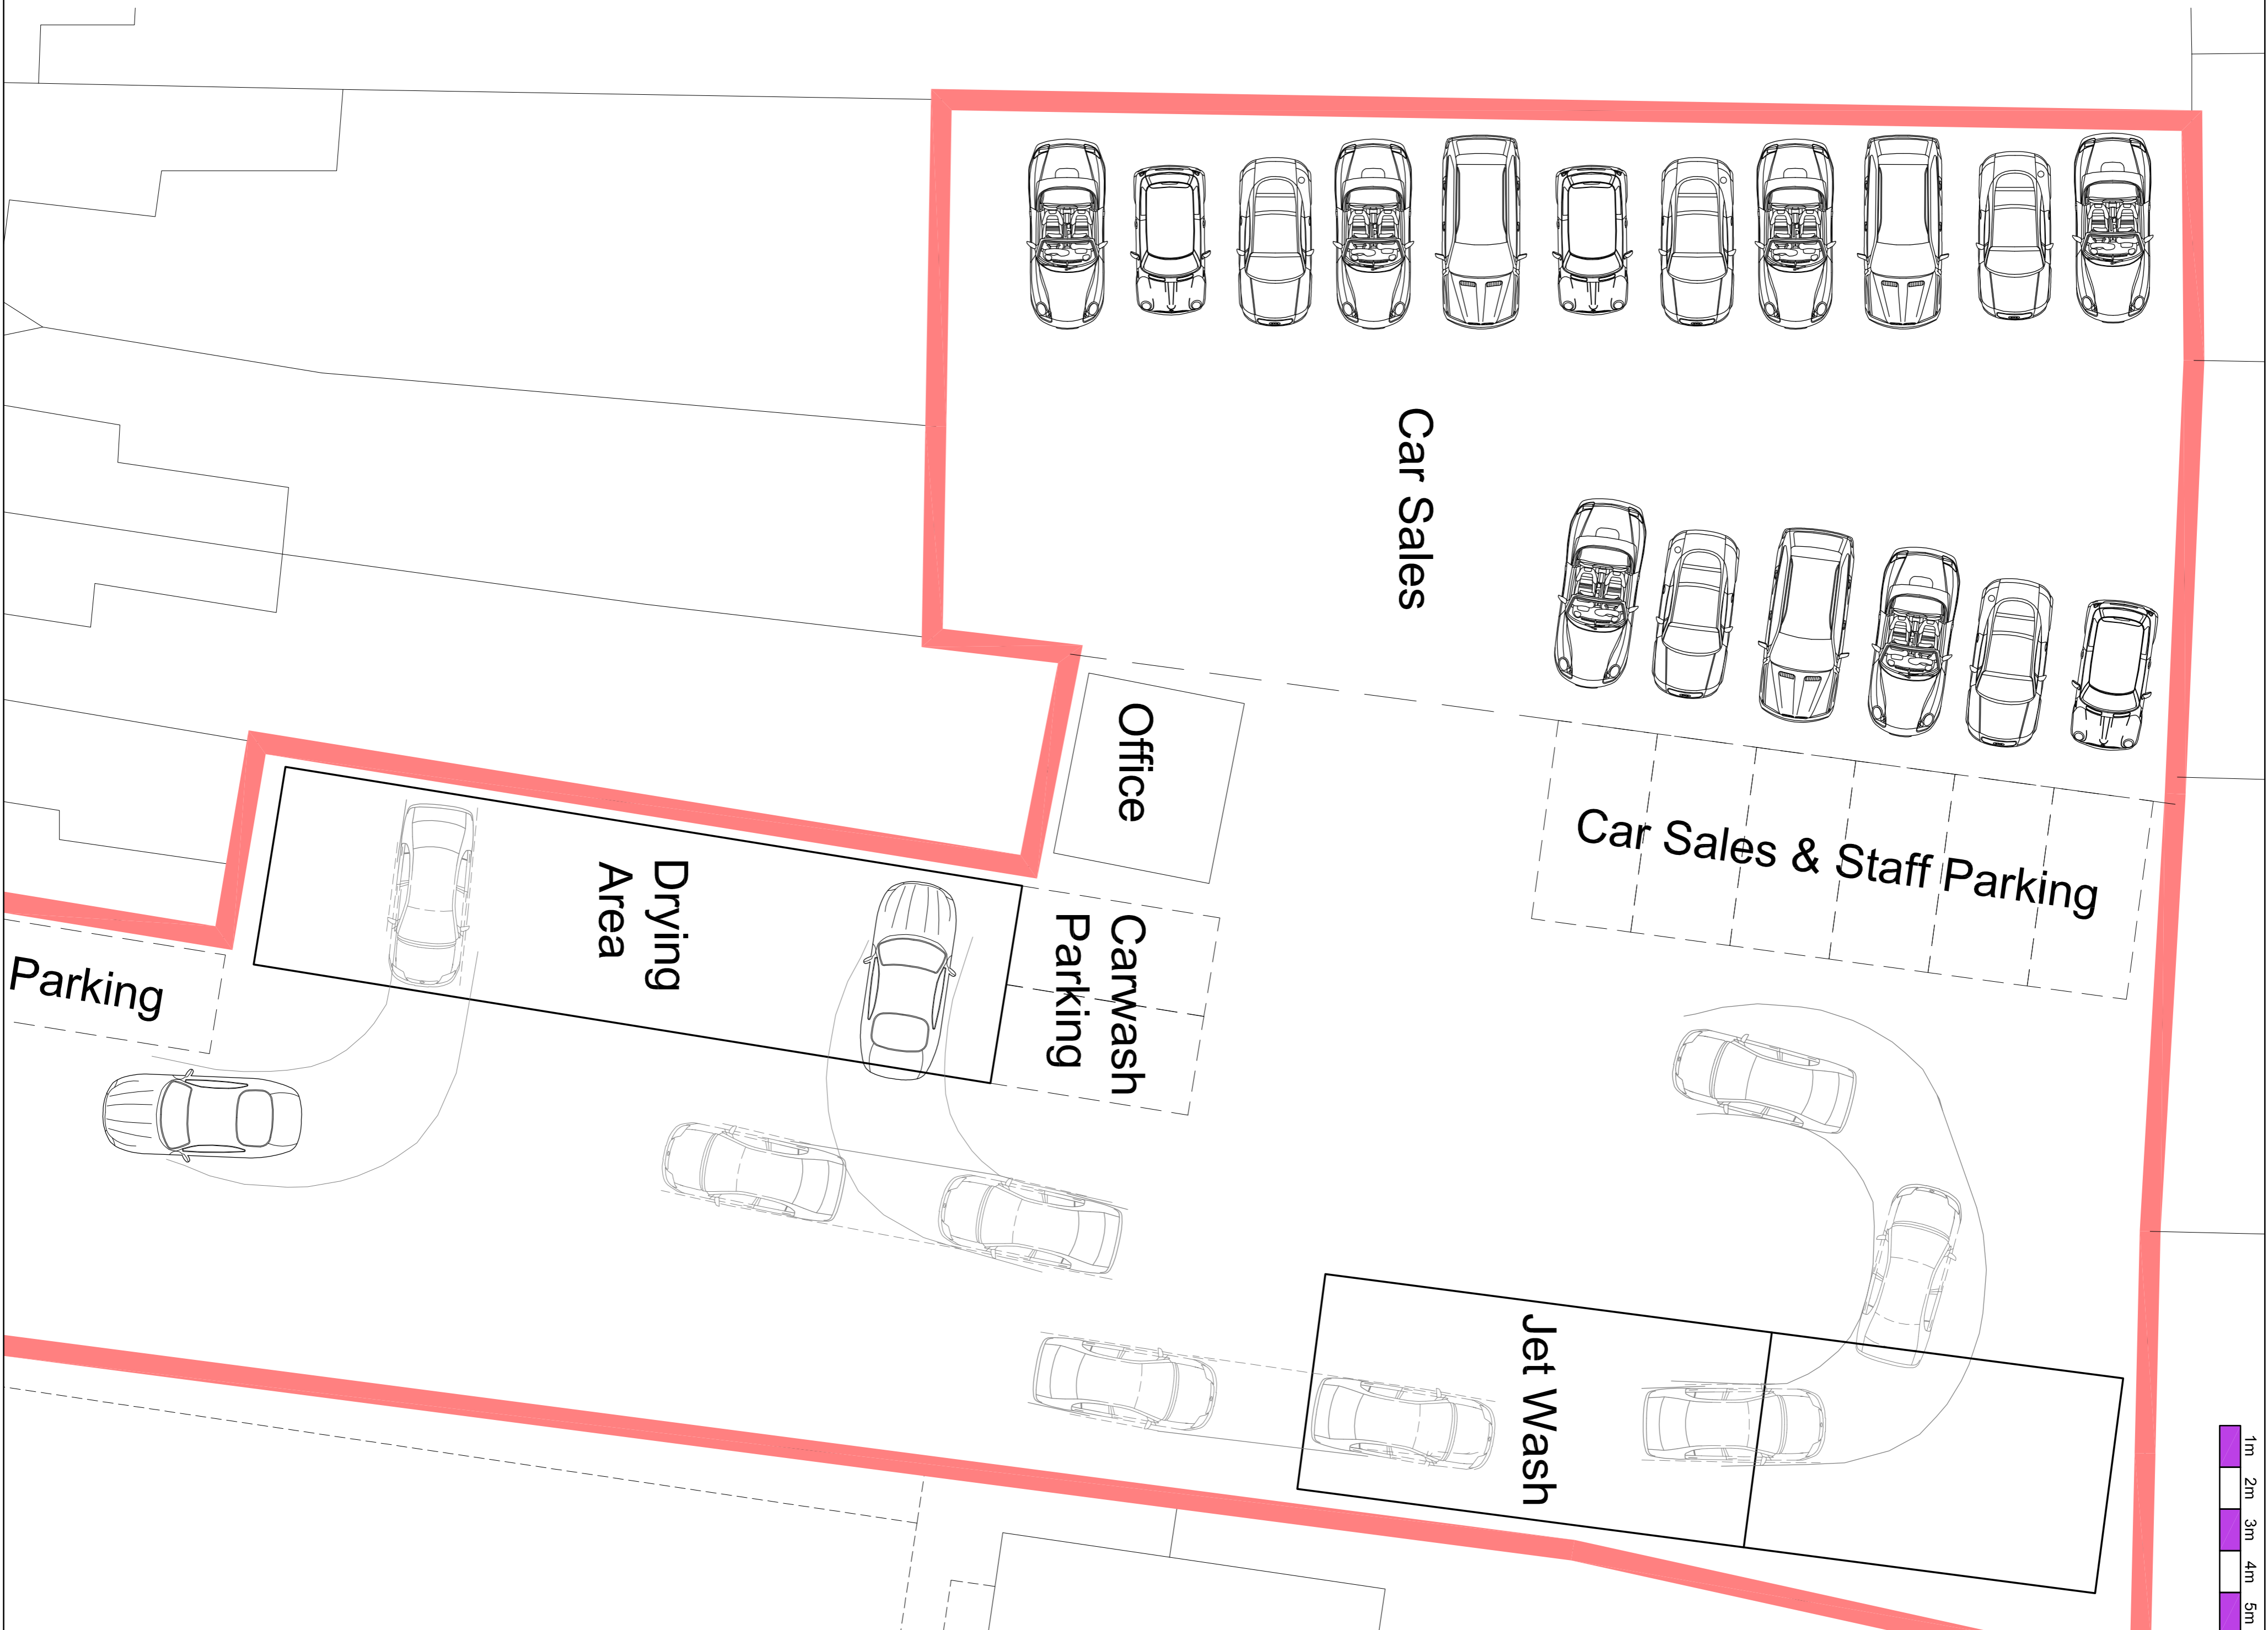 Car Sales
Office
Car Sales & Staff Parking
Drying
Area
Carwash
Parking
Parking
Jet Wash
1m
2m
3m
4m
5m